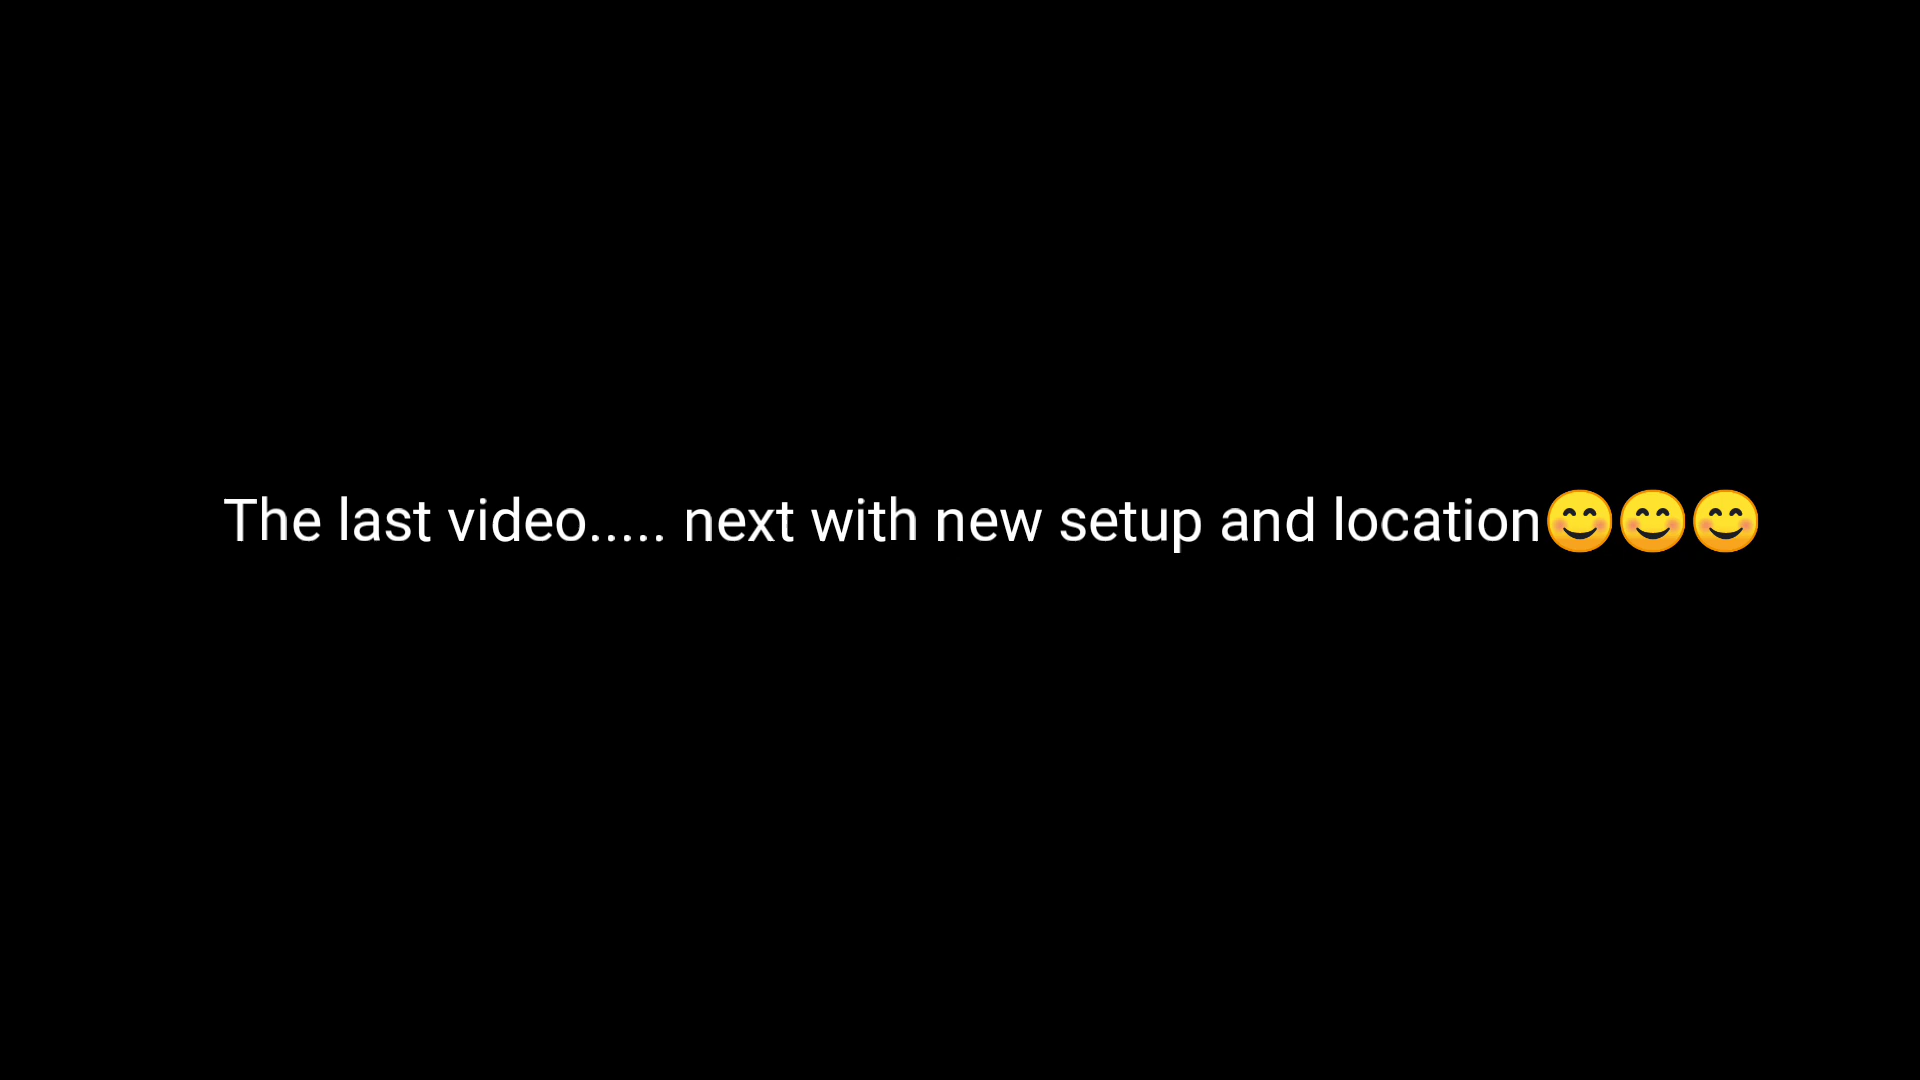 The last video..... next with new setup and location😊😊😊